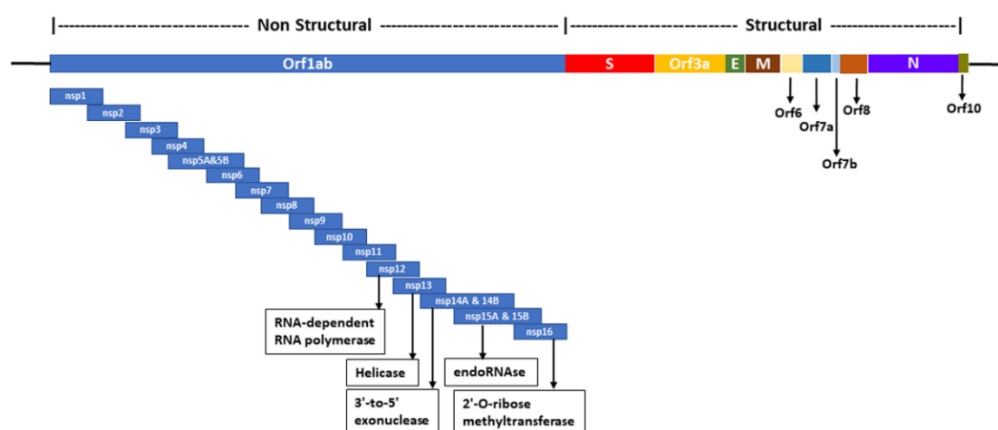 |--- Non Structural ---|--- Structural ---|
Orf1ab S Orf3a E M N
Orf6 Orf7a Orf8 Orf10
Orf7b
nsp1
nsp2
nsp3
nsp4
nsp5A&5B
nsp6
nsp7
nsp8
nsp9
nsp10
nsp11
nsp12
nsp13
nsp14A & 14B
nsp15A & 15B
nsp16
RNA-dependent
RNA polymerase
Helicase
3'-to-5'
exonuclease
endoRNAse
2'-O-ribose
methyltransferase